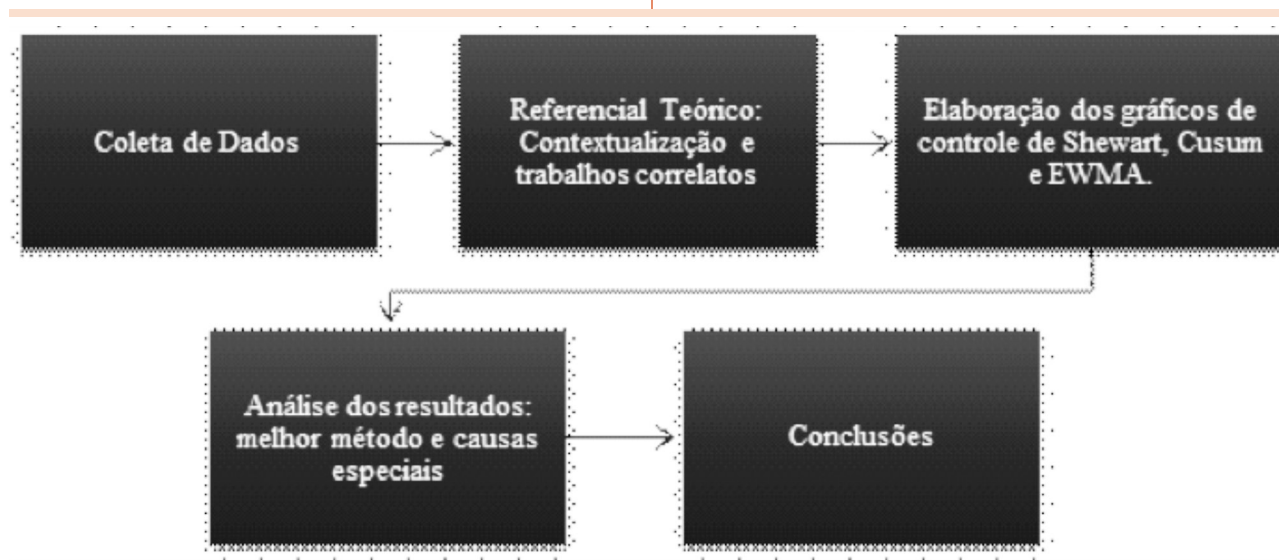 Coleta de Dados
Referencial Teórico:
Contextualização e
trabalhos correlatos
Elaboração dos gráficos de
controle de Shewart, Cusum
e EWMA.
Análise dos resultados:
melhor método e causas
especiais
Conclusões